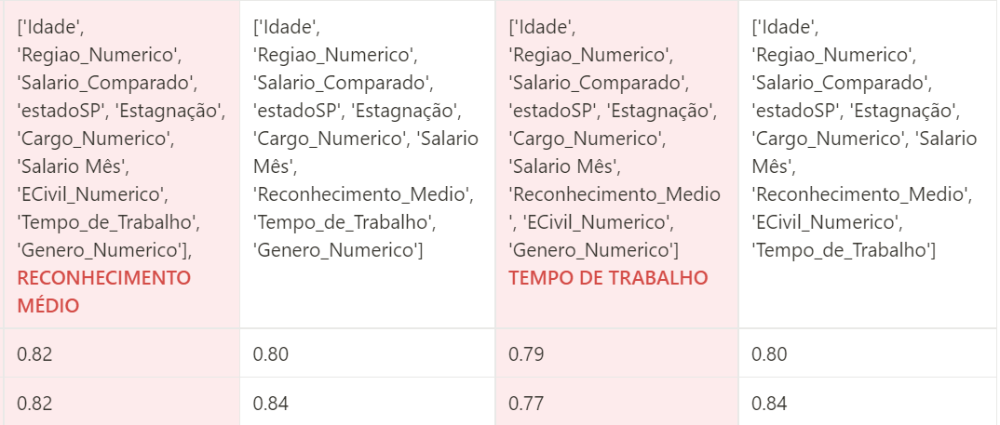 ['Idade',
'Regiao_Numerico',
'Salario_Comparado',
'estadoSP', 'Estagnação',
'Cargo_Numerico',
'Salario Mês',
'ECivil_Numerico',
'Tempo_de_Trabalho',
'Genero_Numerico'],
RECONHECIMENTO
MÉDIO
['Idade',
'Regiao_Numerico',
'Salario_Comparado',
'estadoSP', 'Estagnação',
'Cargo_Numerico', 'Salario
Mês',
'Reconhecimento_Medio',
'Tempo_de_Trabalho',
'Genero_Numerico']
['Idade',
'Regiao_Numerico',
'Salario_Comparado',
'estadoSP', 'Estagnação',
'Cargo_Numerico',
'Salario Mês',
'Reconhecimento_Medio
', 'ECivil_Numerico',
'Genero_Numerico']
TEMPO DE TRABALHO
['Idade',
'Regiao_Numerico',
'Salario_Comparado',
'estadoSP', 'Estagnação',
'Cargo_Numerico', 'Salario
Mês',
'Reconhecimento_Medio',
'ECivil_Numerico',
'Tempo_de_Trabalho']
0.82 0.80 0.79 0.80
0.82 0.84 0.77 0.84